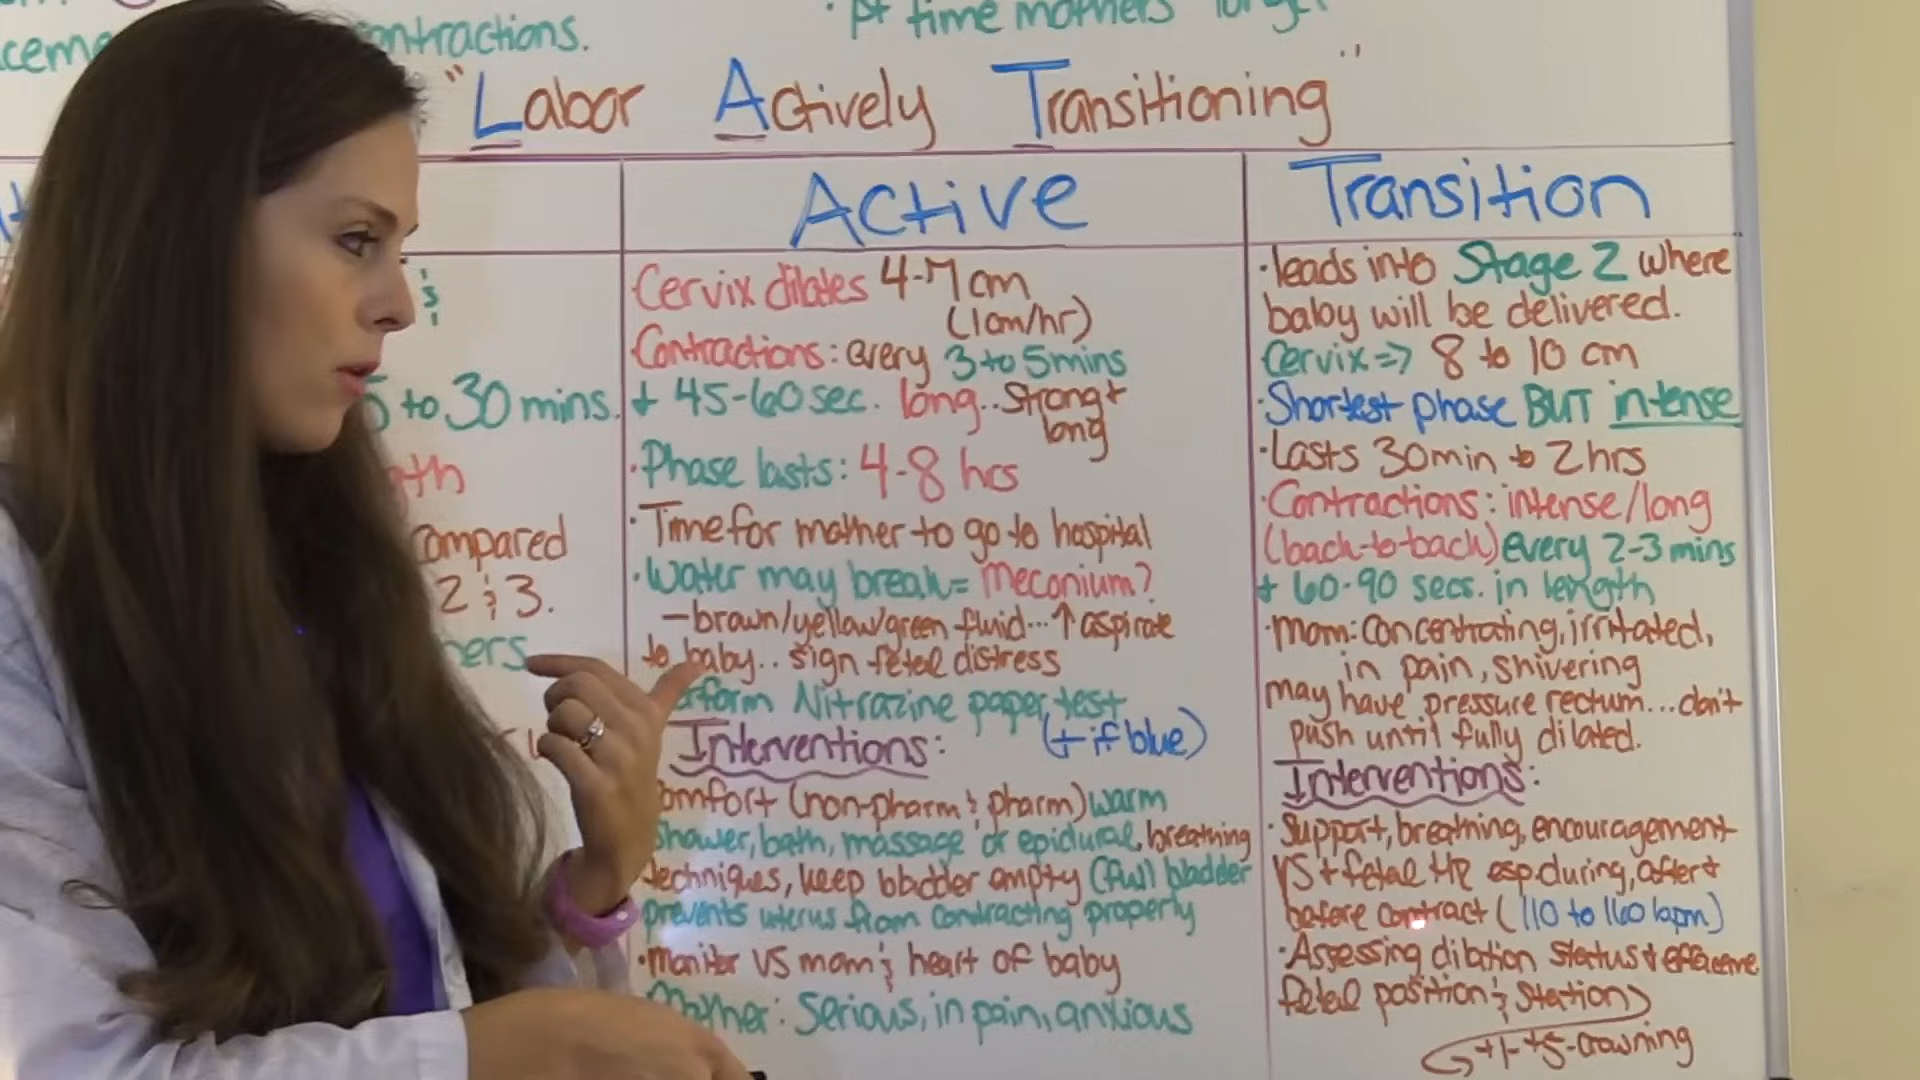 contractions.
time mothers
"Labor Actively Transitioning"
Active
Transition
to 30 mins.
compared
2 & 3.
Cervix dilates 4-7 cm
(1cm/hr)
Contractions: every 3 to 5 mins
+ 45-60 sec. long.. strong +
long
·Phase lasts: 4-8 hrs
·Time for mother to go to hospital
·Water may break= meconium?
–brown/yellow/green fluid...↑ aspirate
to baby.. sign fetal distress
Nitrazine paper test
Interventions: (+ if blue)
(non-pharm & pharm) warm
shower, bath, massage or epidural, breathing
techniques, keep bladder empty (full bladder
prevents uterus from contracting properly
·Monitor VS mom & heart of baby
Mother: Serious, in pain, anxious
·leads into Stage 2 where
baby will be delivered.
Cervix => 8 to 10 cm
·Shortest phase BUT intense
·Lasts 30min to 2 hrs
·Contractions: intense/long
(back-to-back) every 2-3 mins
+ 60-90 secs. in length
·mom: concentrating, irritated,
in pain, shivering
may have pressure rectum...don't
push until fully dilated.
Interventions:
·Support, breathing, encouragement
VS + fetal HR esp. during, after +
before contract (110 to 160 bpm)
·Assessing dilation status + efface
fetal position & station
+1-+5-crowning